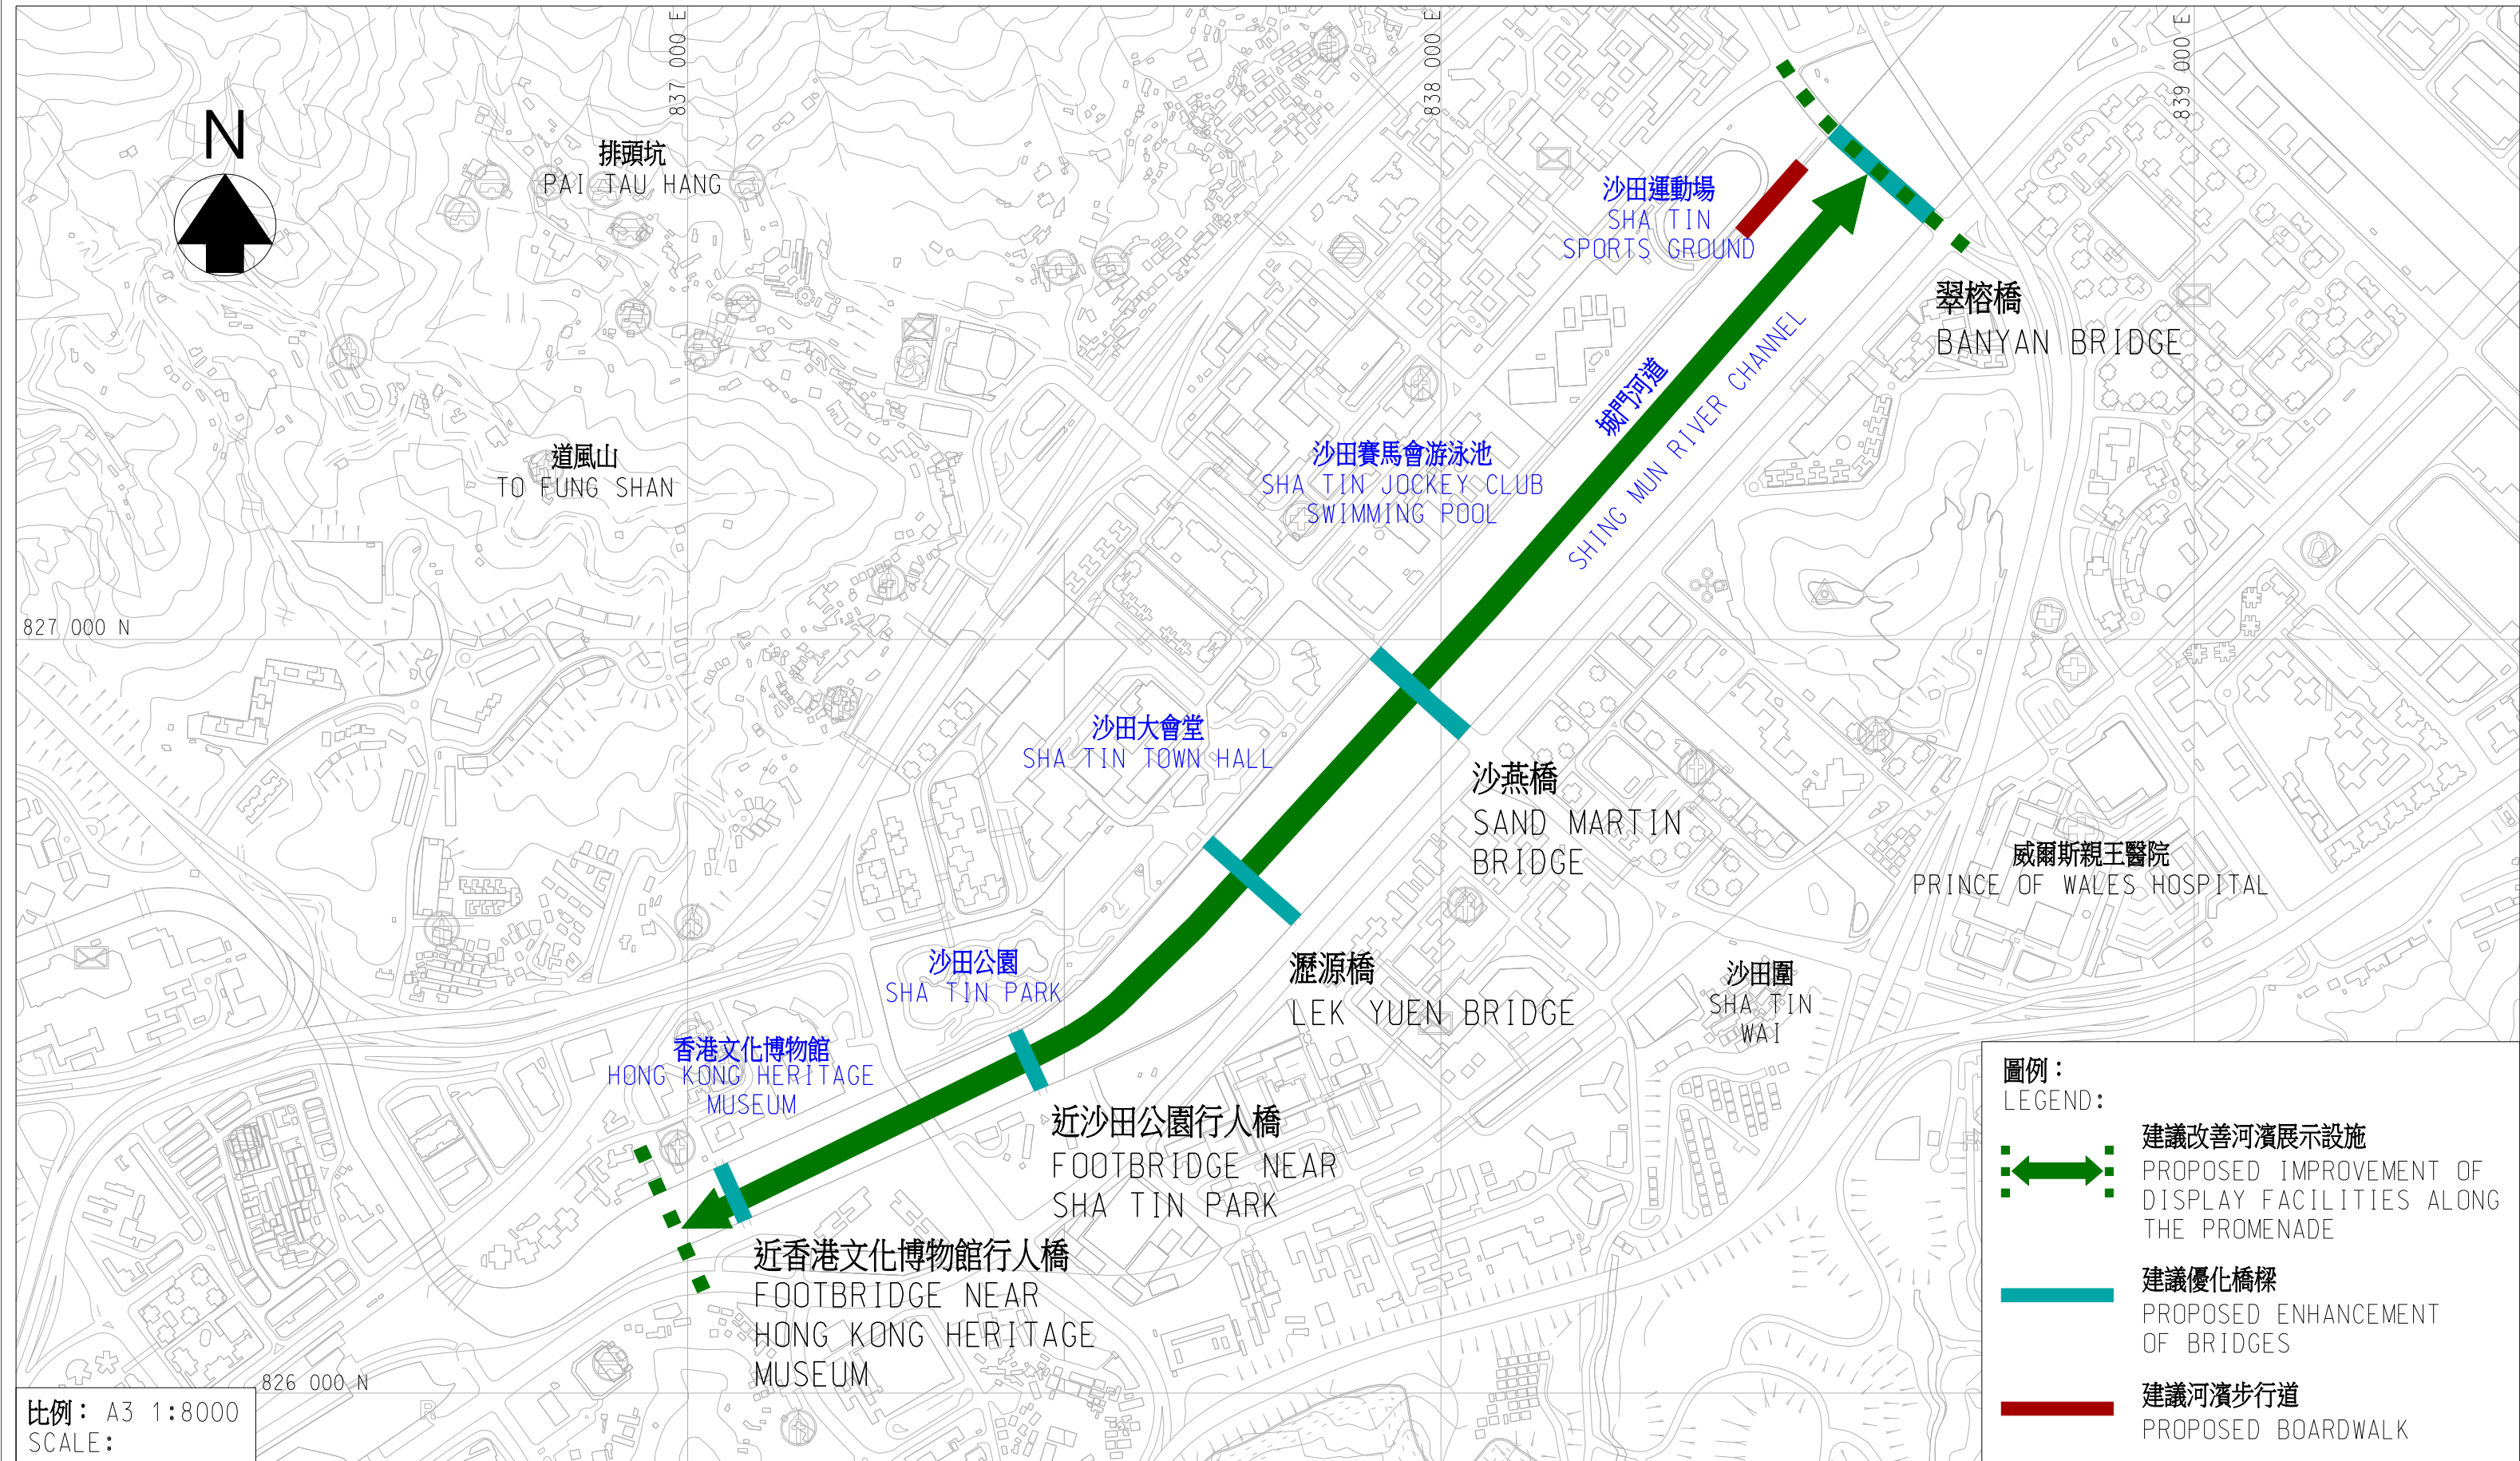 837 000 E
838 000 E
839 000 E
N
排頭坑
PAI TAU HANG
沙田運動場
SHA TIN
SPORTS GROUND
翠榕橋
BANYAN BRIDGE
城門河道
SHING MUN RIVER CHANNEL
道風山
TO FUNG SHAN
沙田賽馬會游泳池
SHA TIN JOCKEY CLUB
SWIMMING POOL
827 000 N
沙田大會堂
SHA TIN TOWN HALL
沙燕橋
SAND MARTIN
BRIDGE
威爾斯親王醫院
PRINCE OF WALES HOSPITAL
沙田公園
SHA TIN PARK
瀝源橋
LEK YUEN BRIDGE
沙田圍
SHA TIN
WAI
香港文化博物館
HONG KONG HERITAGE
MUSEUM
近沙田公園行人橋
FOOTBRIDGE NEAR
SHA TIN PARK
近香港文化博物館行人橋
FOOTBRIDGE NEAR
HONG KONG HERITAGE
MUSEUM
826 000 N
R
比例： A3 1:8000
SCALE:
圖例：
LEGEND:
建議改善河濱展示設施
PROPOSED IMPROVEMENT OF
DISPLAY FACILITIES ALONG
THE PROMENADE
建議優化橋樑
PROPOSED ENHANCEMENT
OF BRIDGES
建議河濱步行道
PROPOSED BOARDWALK